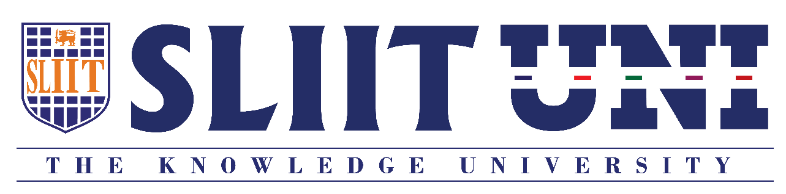 SLIIT
SLIIT UNI
THE KNOWLEDGE UNIVERSITY